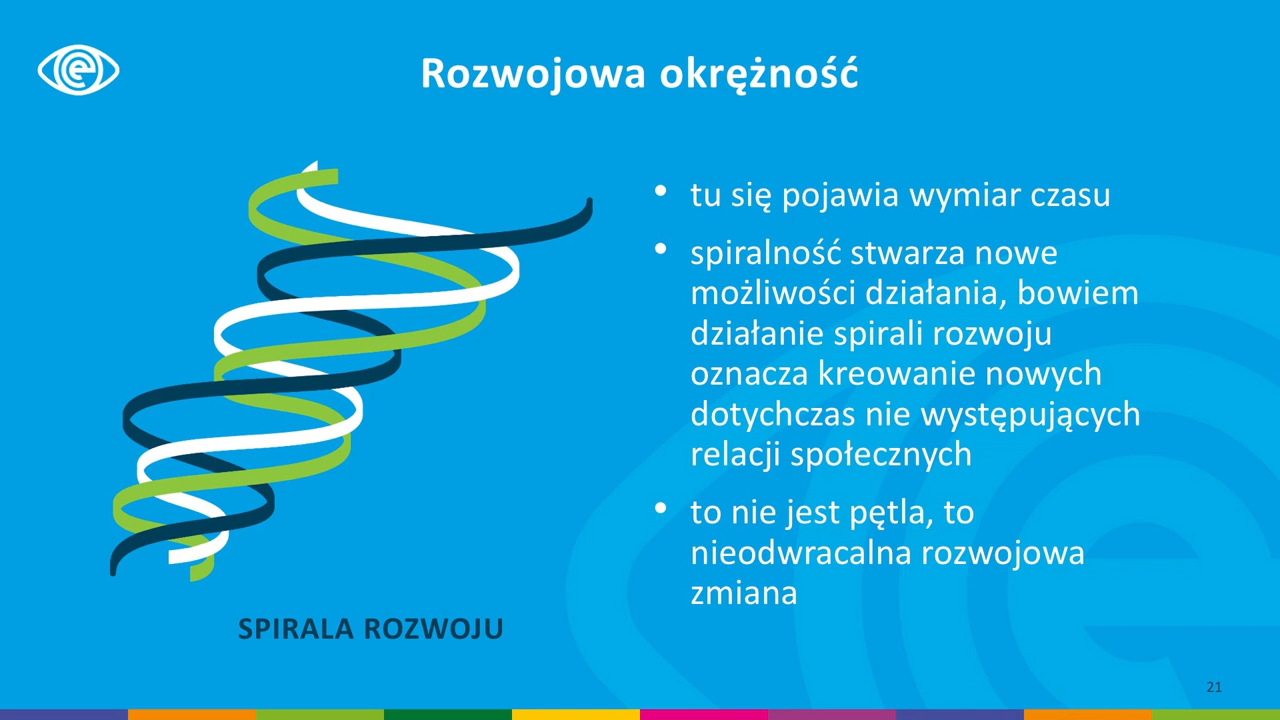 Rozwojowa okrężność
• tu się pojawia wymiar czasu
• spiralność stwarza nowe
możliwości działania, bowiem
działanie spirali rozwoju
oznacza kreowanie nowych
dotychczas nie występujących
relacji społecznych
• to nie jest pętla, to
nieodwracalna rozwojowa
zmiana
SPIRALA ROZWOJU
21